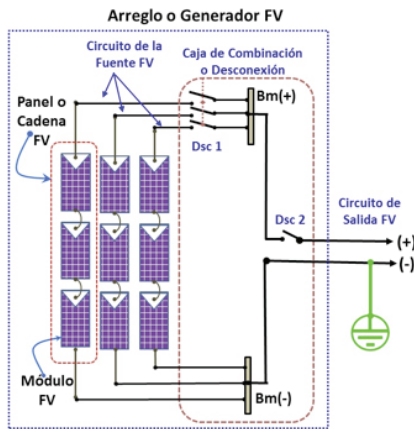 Arreglo o Generador FV
Circuito de la
Fuente FV
Caja de Combinación
o Desconexión
Panel o
Cadena
FV
Bm(+)
Dsc 1
Circuito de
Salida FV
Dsc 2
(+)
(-)
Módulo
FV
Bm(-)